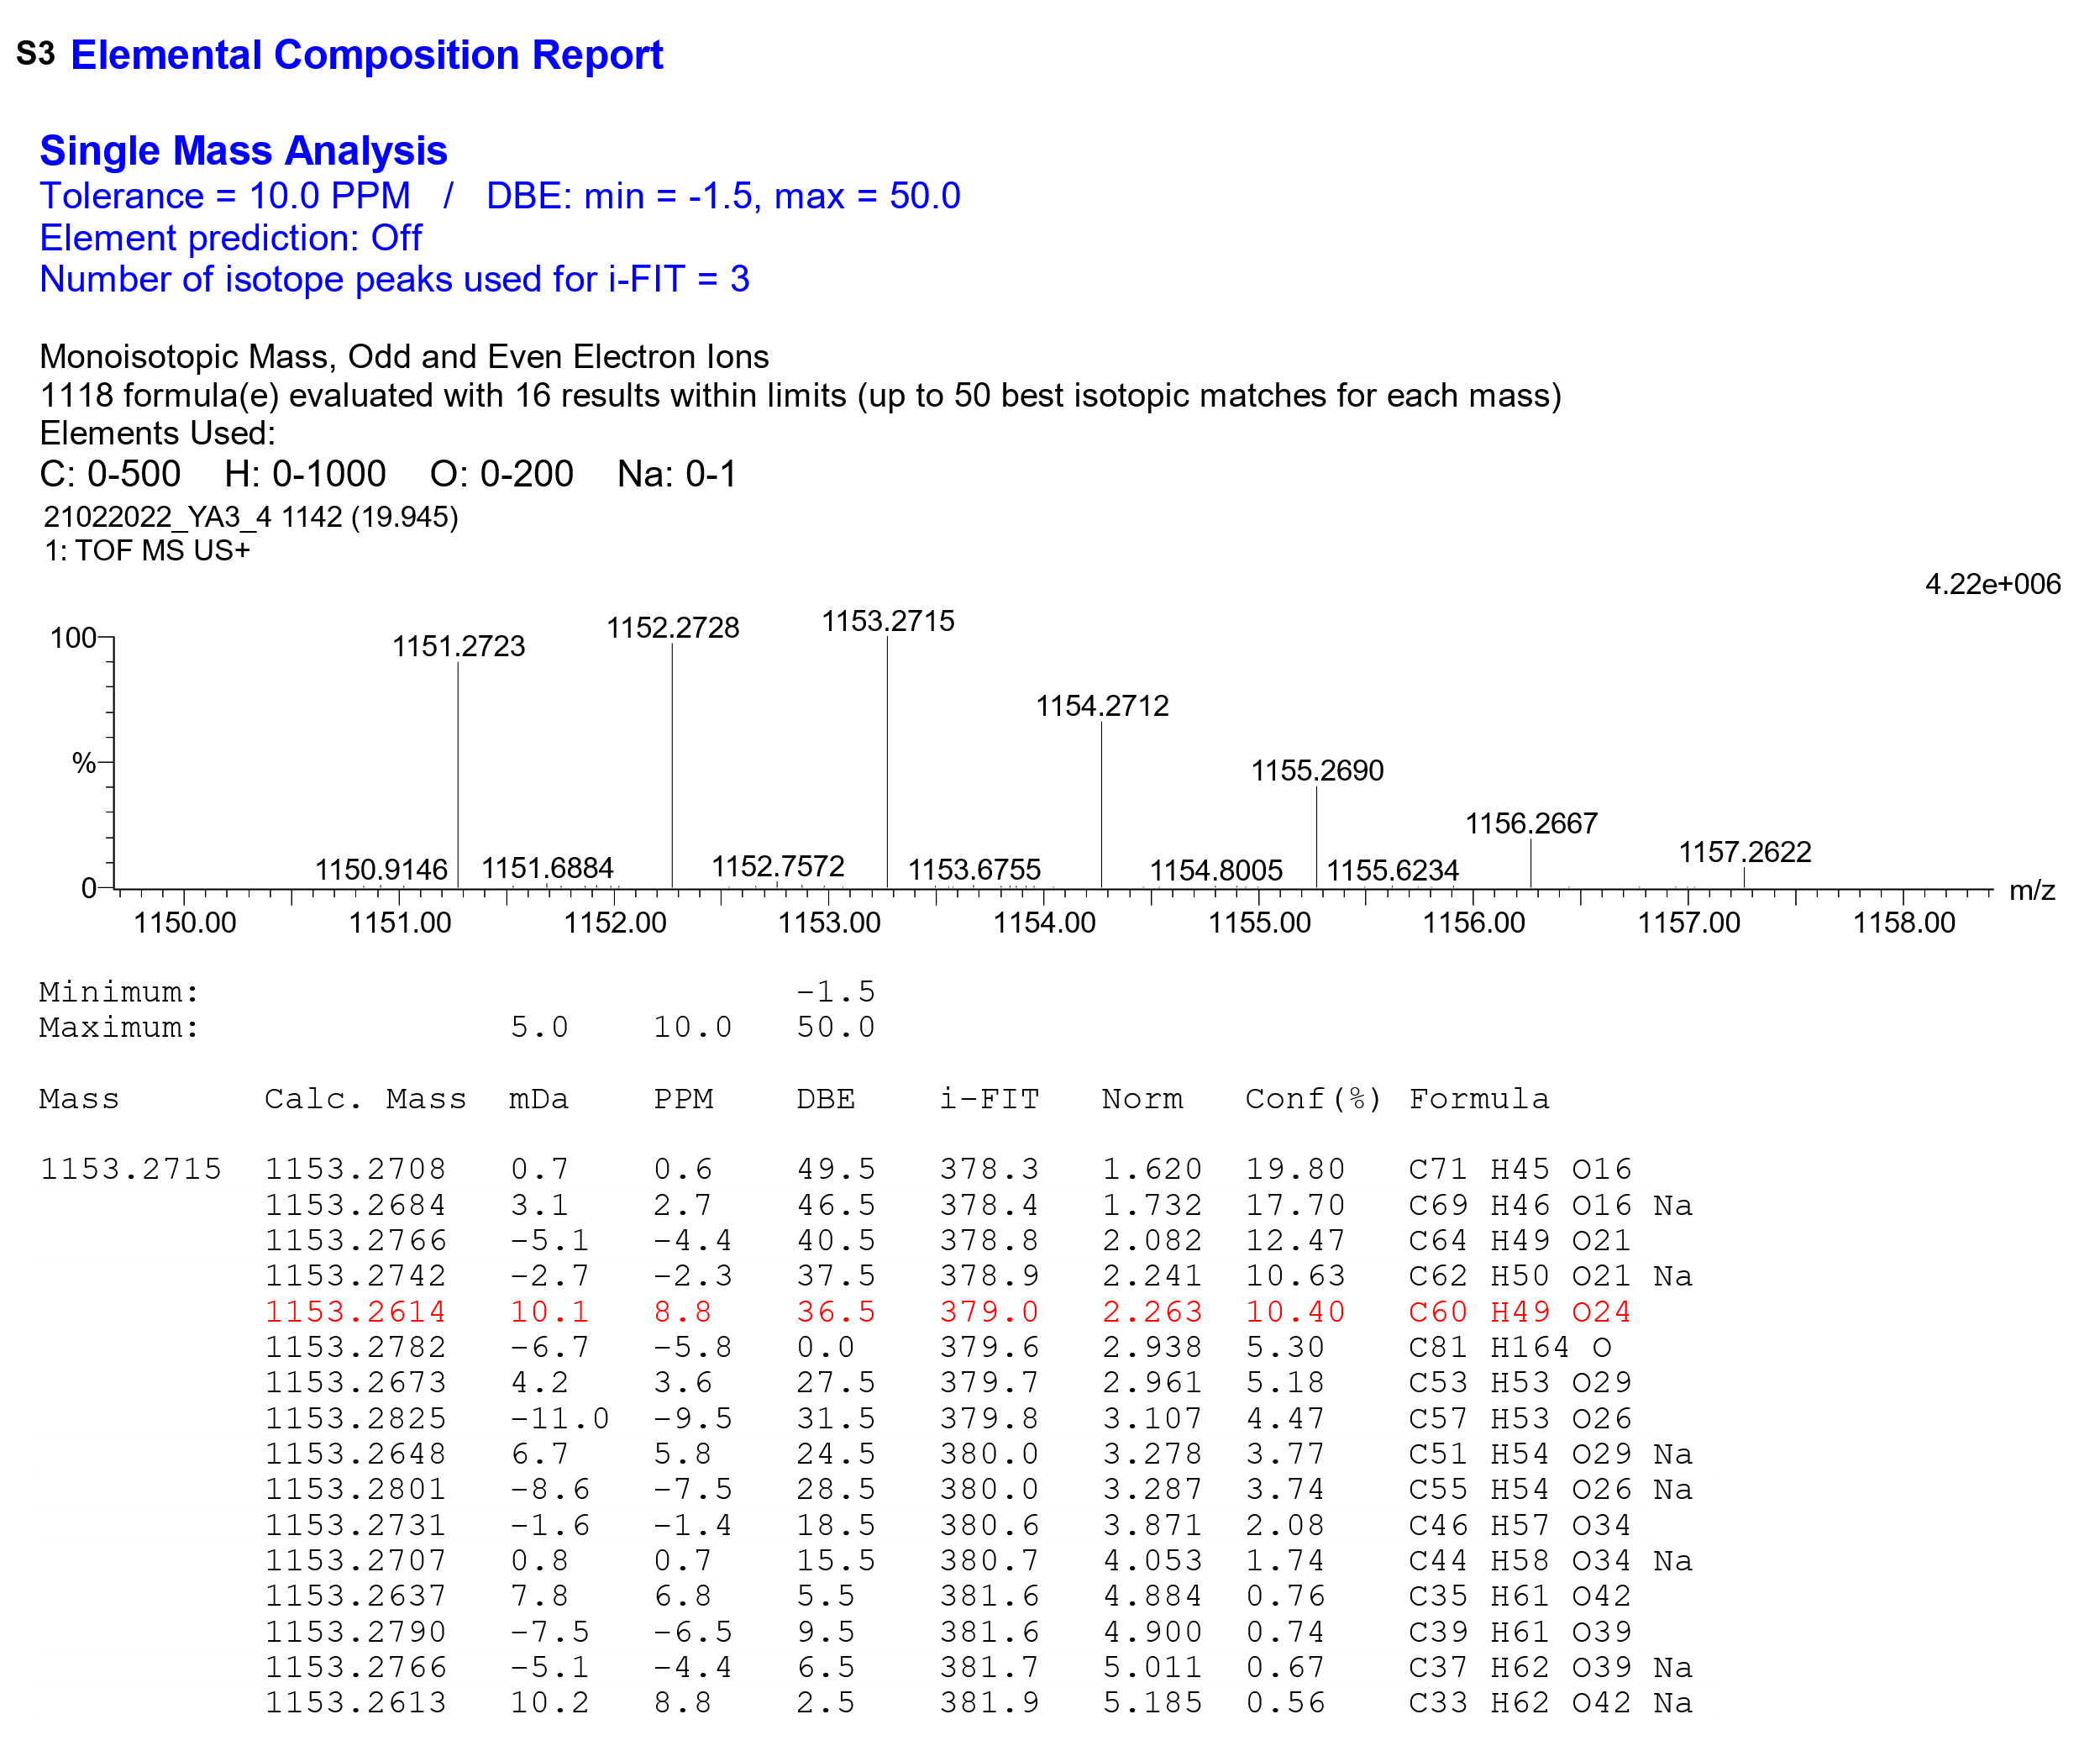 S3 Elemental Composition Report
Single Mass Analysis
Tolerance = 10.0 PPM / DBE: min = -1.5, max = 50.0
Element prediction: Off
Number of isotope peaks used for i-FIT = 3
Monoisotopic Mass, Odd and Even Electron Ions
1118 formula(e) evaluated with 16 results within limits (up to 50 best isotopic matches for each mass)
Elements Used:
C: 0-500 H: 0-1000 O: 0-200 Na: 0-1
21022022_YA3_4 1142 (19.945)
1: TOF MS US+
4.22e+006
100
%
0
1151.2723
1152.2728
1153.2715
1154.2712
1155.2690
1156.2667
1157.2622
1150.9146
1151.6884
1152.7572
1153.6755
1154.8005
1155.6234
m/z
1150.00 1151.00 1152.00 1153.00 1154.00 1155.00 1156.00 1157.00 1158.00
Minimum: -1.5
Maximum: 5.0 10.0 50.0
Mass Calc. Mass mDa PPM DBE i-FIT Norm Conf(%) Formula
1153.2715 1153.2708 0.7 0.6 49.5 378.3 1.620 19.80 C71 H45 O16
1153.2684 3.1 2.7 46.5 378.4 1.732 17.70 C69 H46 O16 Na
1153.2766 -5.1 -4.4 40.5 378.8 2.082 12.47 C64 H49 O21
1153.2742 -2.7 -2.3 37.5 378.9 2.241 10.63 C62 H50 O21 Na
1153.2614 10.1 8.8 36.5 379.0 2.263 10.40 C60 H49 O24
1153.2782 -6.7 -5.8 0.0 379.6 2.938 5.30 C81 H164 O
1153.2673 4.2 3.6 27.5 379.7 2.961 5.18 C53 H53 O29
1153.2825 -11.0 -9.5 31.5 379.8 3.107 4.47 C57 H53 O26
1153.2648 6.7 5.8 24.5 380.0 3.278 3.77 C51 H54 O29 Na
1153.2801 -8.6 -7.5 28.5 380.0 3.287 3.74 C55 H54 O26 Na
1153.2731 -1.6 -1.4 18.5 380.6 3.871 2.08 C46 H57 O34
1153.2707 0.8 0.7 15.5 380.7 4.053 1.74 C44 H58 O34 Na
1153.2637 7.8 6.8 5.5 381.6 4.884 0.76 C35 H61 O42
1153.2790 -7.5 -6.5 9.5 381.6 4.900 0.74 C39 H61 O39
1153.2766 -5.1 -4.4 6.5 381.7 5.011 0.67 C37 H62 O39 Na
1153.2613 10.2 8.8 2.5 381.9 5.185 0.56 C33 H62 O42 Na